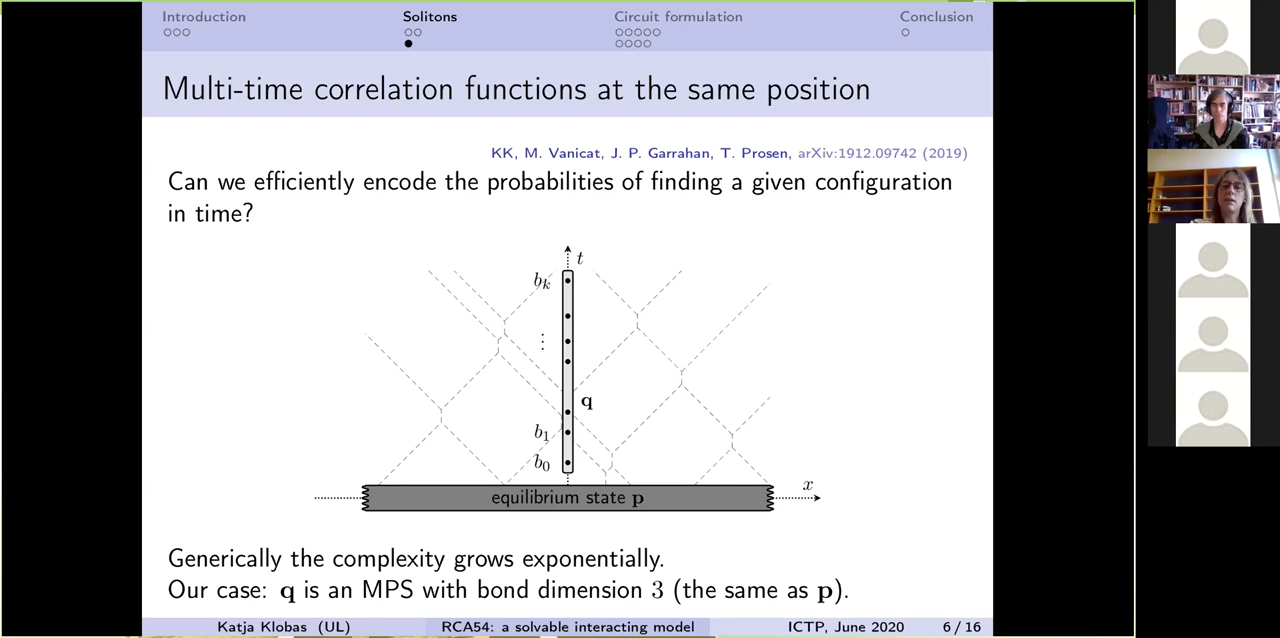 Introduction
Solitons
Circuit formulation
Conclusion
Multi-time correlation functions at the same position
KK, M. Vanicat, J. P. Garrahan, T. Prosen, arXiv:1912.09742 (2019)
Can we efficiently encode the probabilities of finding a given configuration
in time?
t
b_k
⋮
q
b_1
b_0
x
equilibrium state p
Generically the complexity grows exponentially.
Our case: q is an MPS with bond dimension 3 (the same as p).
Katja Klobas (UL)
RCA54: a solvable interacting model
ICTP, June 2020
6 / 16